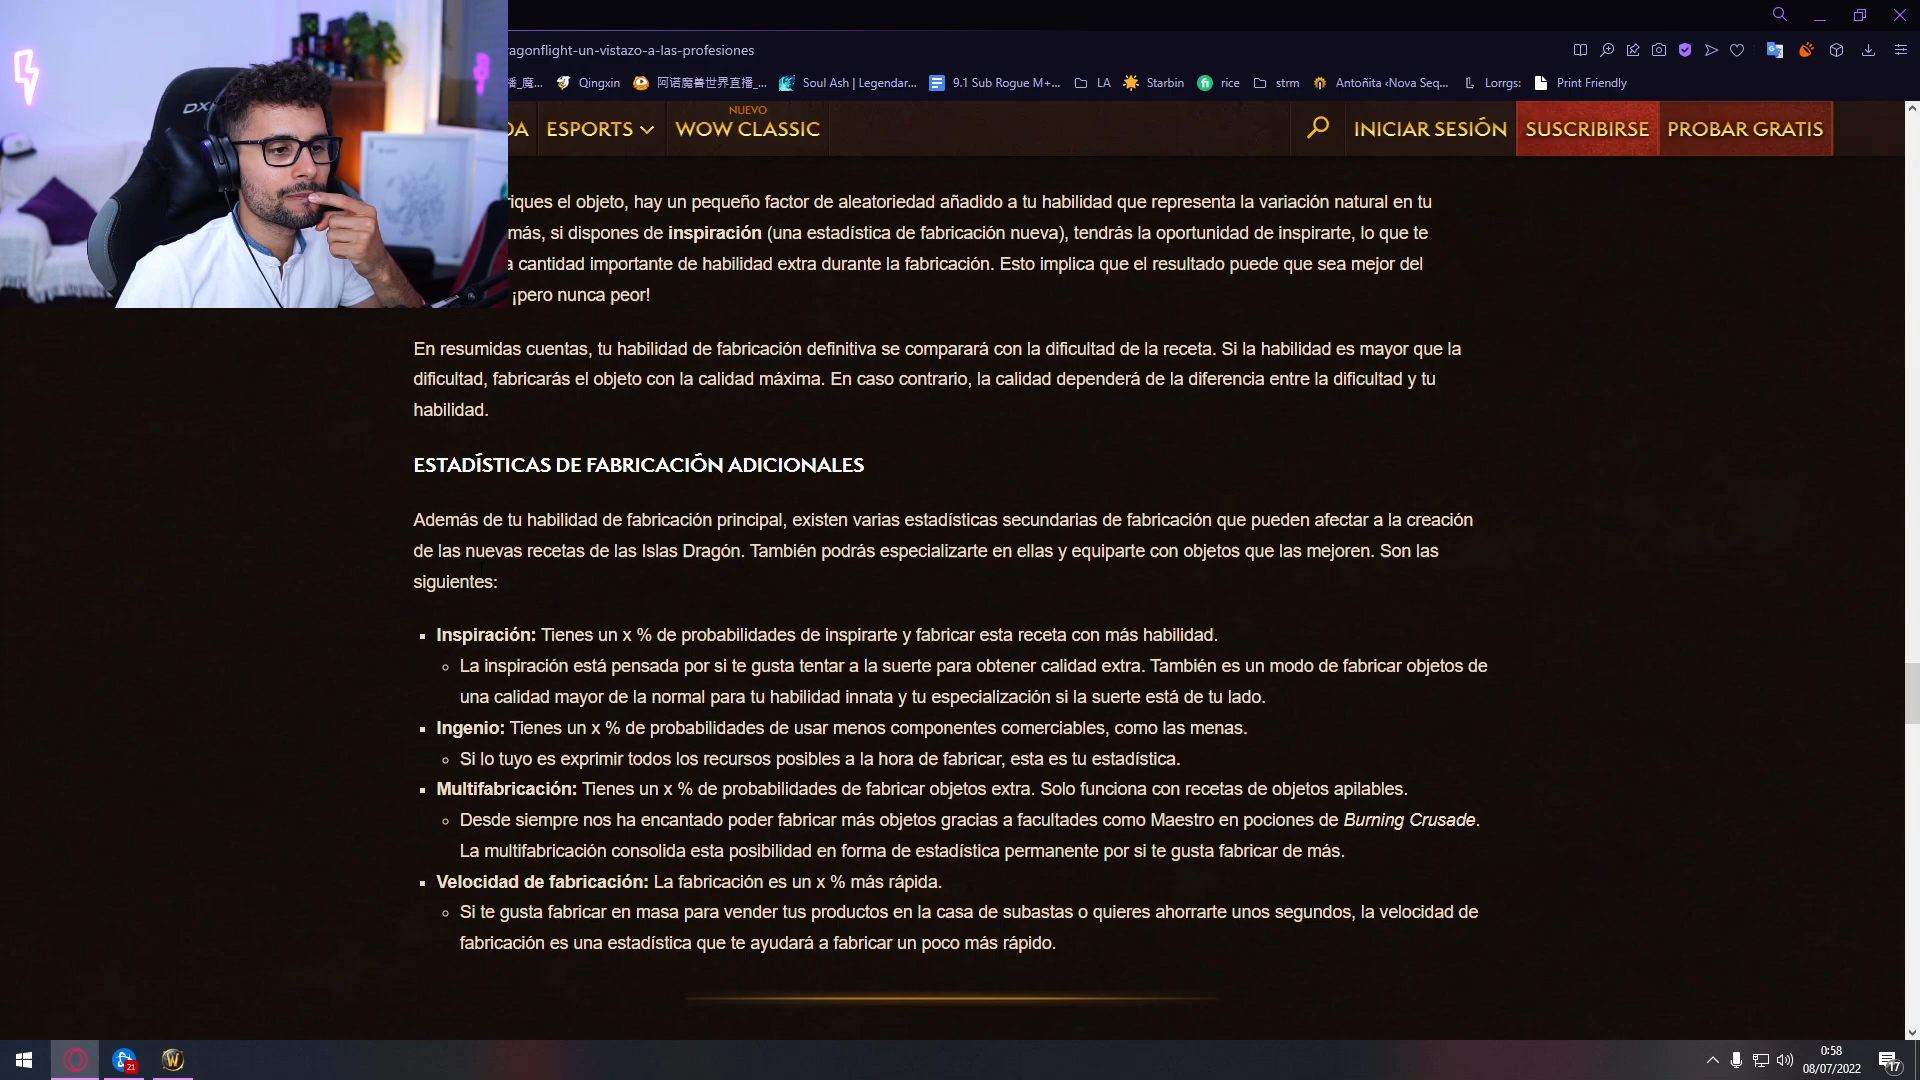 ragonflight-un-vistazo-a-las-profesiones
播_魔... Qingxin 阿诺魔兽世界直播_... Soul Ash | Legendar... 9.1 Sub Rogue M+... LA Starbin rice strm Antoñita ‹Nova Seq... Lorrgs: Print Friendly
DA ESPORTS NUEVO WOW CLASSIC INICIAR SESIÓN SUSCRIBIRSE PROBAR GRATIS
DX
riques el objeto, hay un pequeño factor de aleatoriedad añadido a tu habilidad que representa la variación natural en tu
más, si dispones de inspiración (una estadística de fabricación nueva), tendrás la oportunidad de inspirarte, lo que te
a cantidad importante de habilidad extra durante la fabricación. Esto implica que el resultado puede que sea mejor del
¡pero nunca peor!
En resumidas cuentas, tu habilidad de fabricación definitiva se comparará con la dificultad de la receta. Si la habilidad es mayor que la
dificultad, fabricarás el objeto con la calidad máxima. En caso contrario, la calidad dependerá de la diferencia entre la dificultad y tu
habilidad.
ESTADÍSTICAS DE FABRICACIÓN ADICIONALES
Además de tu habilidad de fabricación principal, existen varias estadísticas secundarias de fabricación que pueden afectar a la creación
de las nuevas recetas de las Islas Dragón. También podrás especializarte en ellas y equiparte con objetos que las mejoren. Son las
siguientes:
Inspiración: Tienes un x % de probabilidades de inspirarte y fabricar esta receta con más habilidad.
La inspiración está pensada por si te gusta tentar a la suerte para obtener calidad extra. También es un modo de fabricar objetos de
una calidad mayor de la normal para tu habilidad innata y tu especialización si la suerte está de tu lado.
Ingenio: Tienes un x % de probabilidades de usar menos componentes comerciables, como las menas.
Si lo tuyo es exprimir todos los recursos posibles a la hora de fabricar, esta es tu estadística.
Multifabricación: Tienes un x % de probabilidades de fabricar objetos extra. Solo funciona con recetas de objetos apilables.
Desde siempre nos ha encantado poder fabricar más objetos gracias a facultades como Maestro en pociones de Burning Crusade.
La multifabricación consolida esta posibilidad en forma de estadística permanente por si te gusta fabricar de más.
Velocidad de fabricación: La fabricación es un x % más rápida.
Si te gusta fabricar en masa para vender tus productos en la casa de subastas o quieres ahorrarte unos segundos, la velocidad de
fabricación es una estadística que te ayudará a fabricar un poco más rápido.
21
0:58
08/07/2022
17